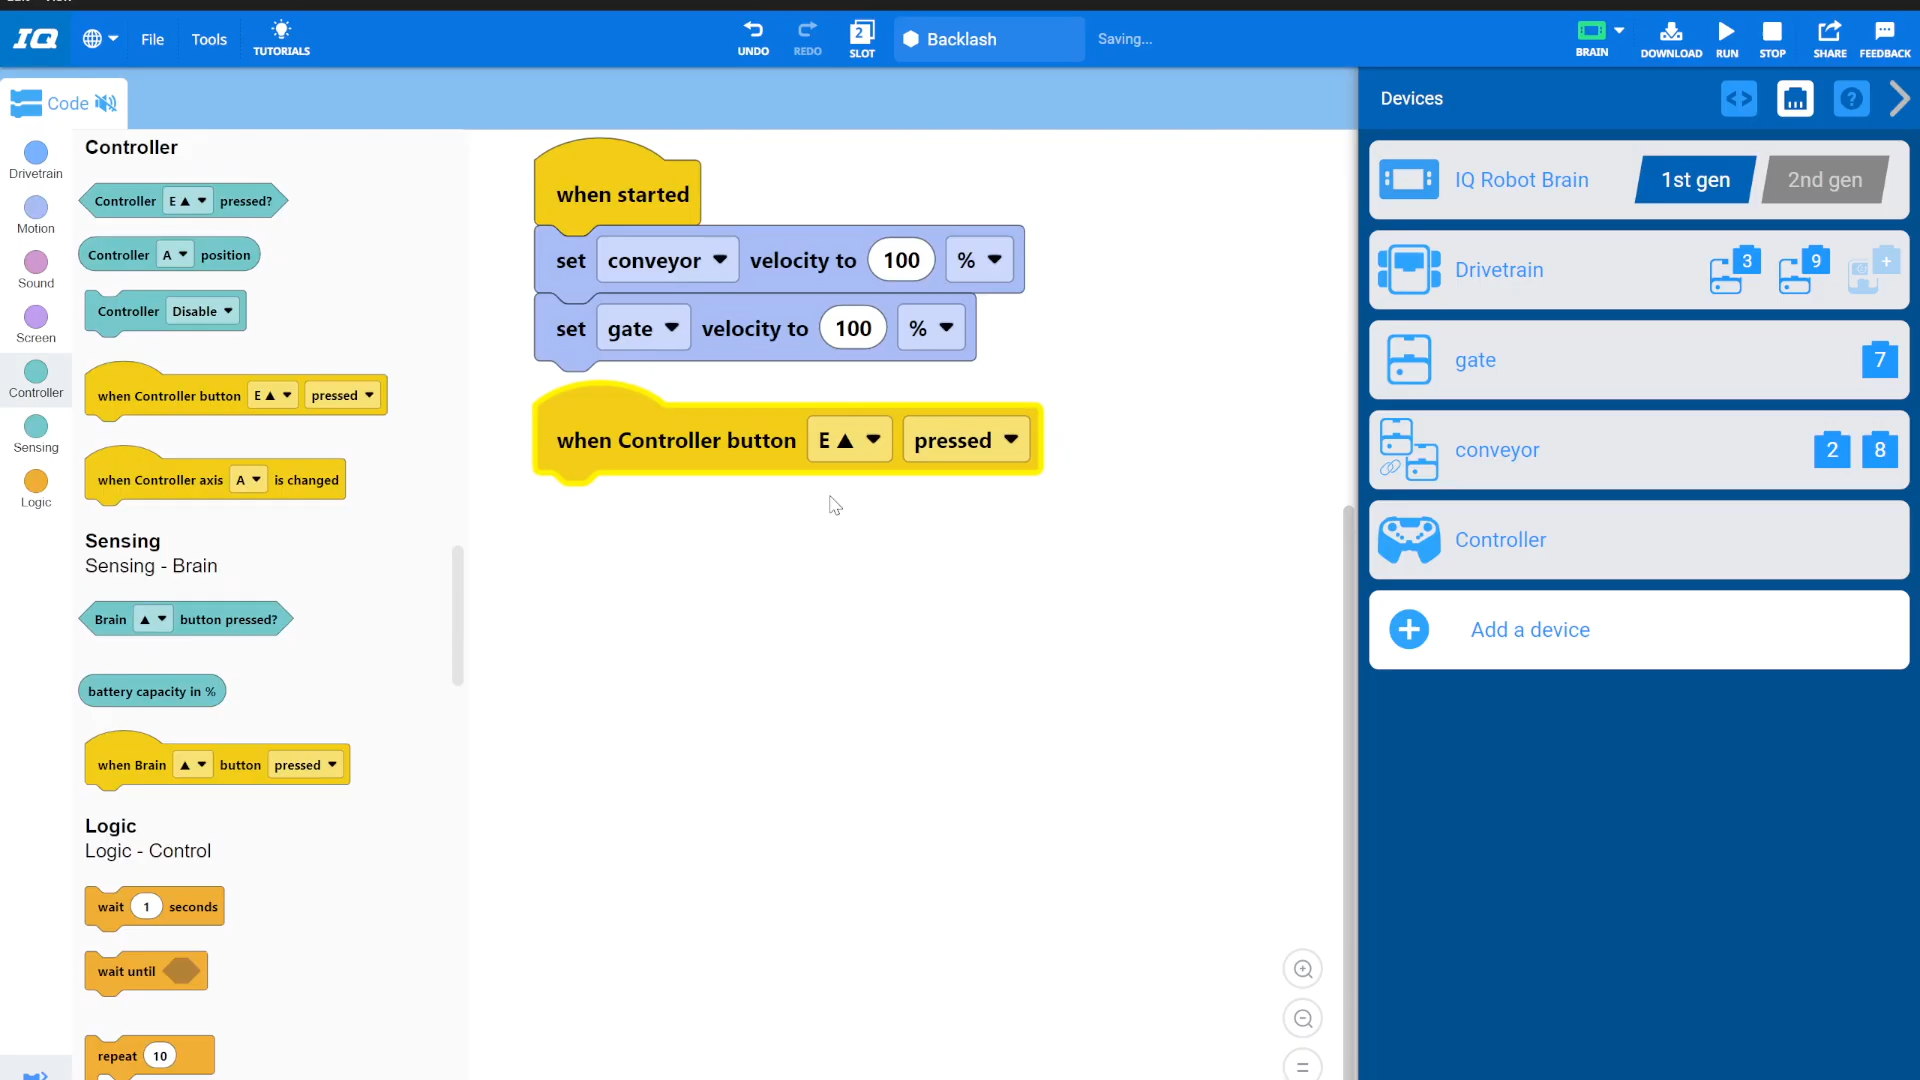 IQ File Tools TUTORIALS UNDO REDO 2 SLOT Backlash Saving... BRAIN DOWNLOAD RUN STOP SHARE FEEDBACK
Code
Devices
Drivetrain
Motion
Sound
Screen
Controller
Sensing
Logic
Controller
Controller E ▲ pressed?
Controller A position
Controller Disable
when Controller button E ▲ pressed
when Controller axis A is changed
Sensing
Sensing - Brain
Brain ▲ button pressed?
battery capacity in %
when Brain ▲ button pressed
Logic
Logic - Control
wait 1 seconds
wait until
repeat 10
when started
set conveyor velocity to 100 %
set gate velocity to 100 %
when Controller button E ▲ pressed
IQ Robot Brain 1st gen 2nd gen
Drivetrain 3 9 +
gate 7
conveyor 2 8
Controller
+ Add a device